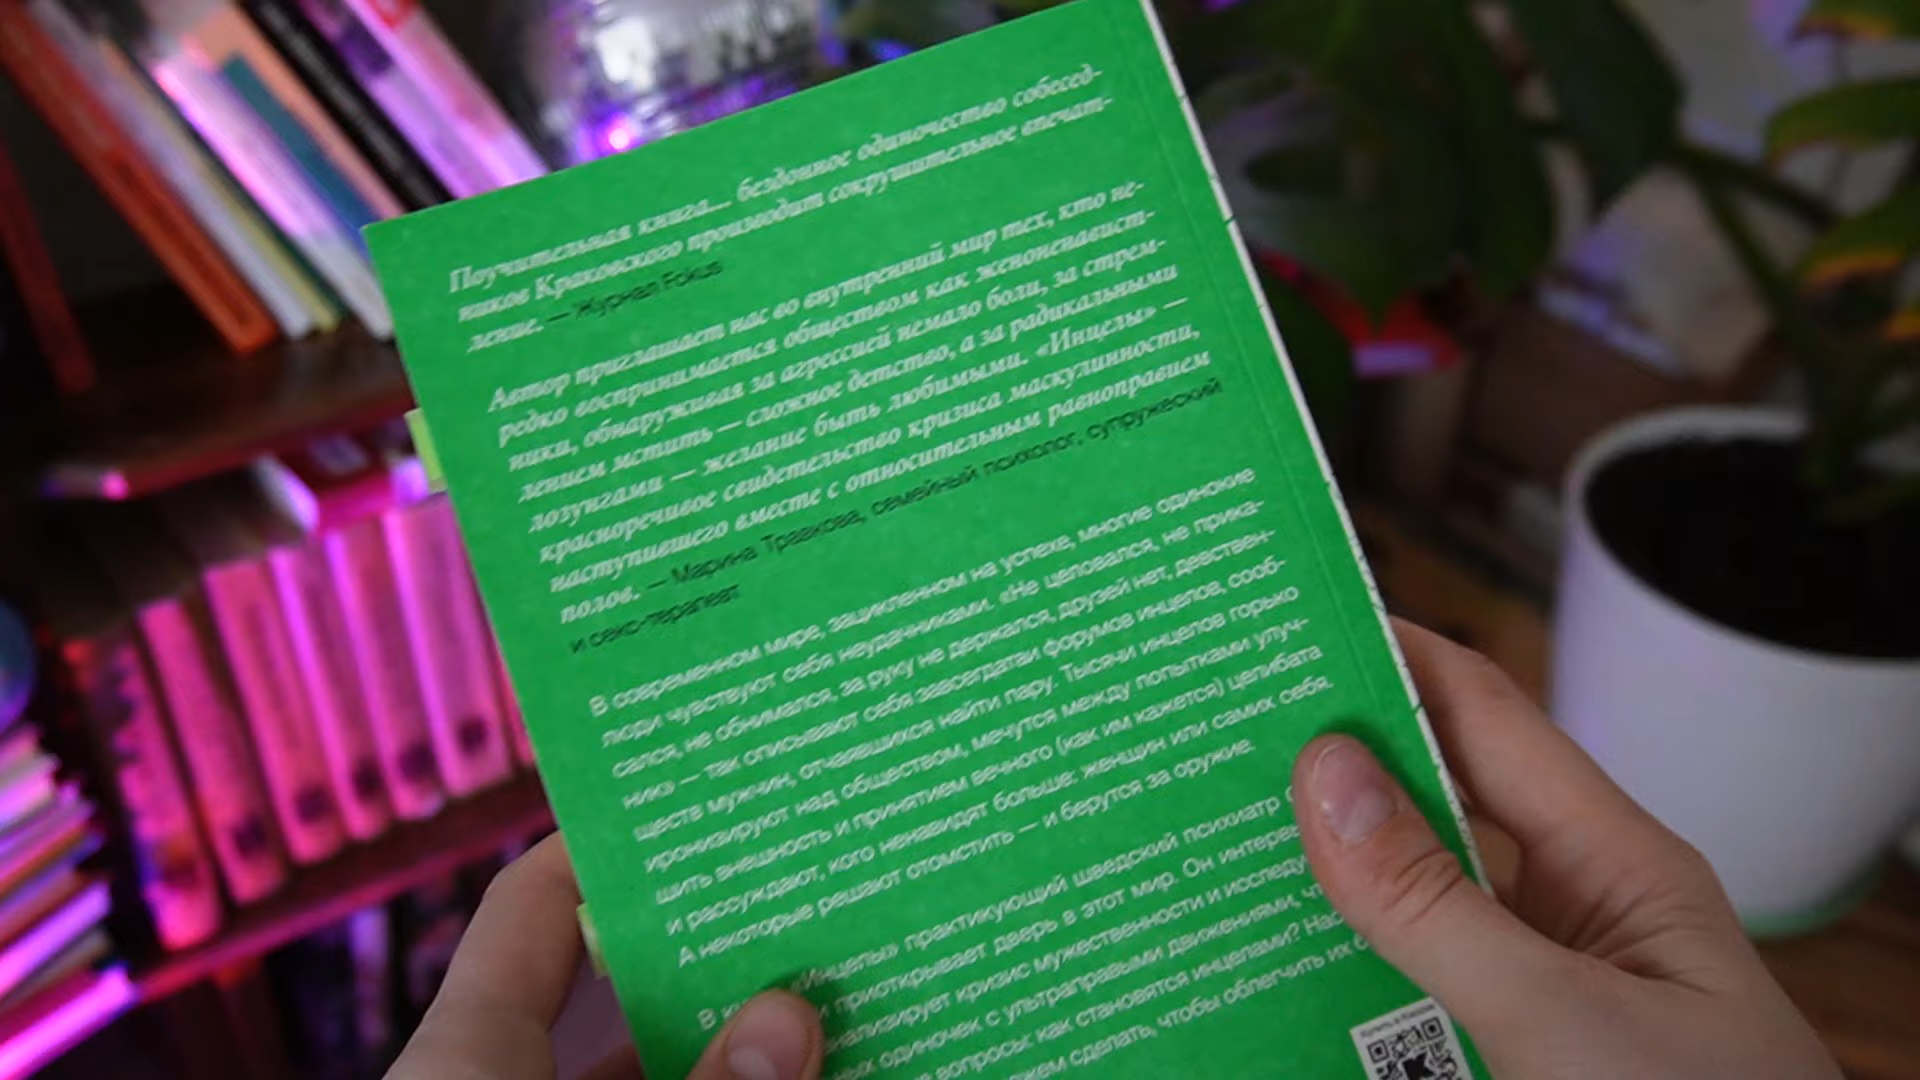 Поучительная книга... бездонное одиночество собесед-
ников Краковского производит сокрушительное впечат-
ление. — Журнал Fokus
Автор приглашает нас во внутренний мир тех, кто не-
редко воспринимается обществом как женоненавист-
ники, обнаруживая за агрессией немало боли, за стрем-
лением мстить — сложное детство, а за радикальными
лозунгами — желание быть любимыми. «Инцелы» —
красноречивое свидетельство кризиса маскулинности,
наступившего вместе с относительным равноправием
полов. — Марина Травкова, семейный психолог, супружеский
и секс-терапевт
В современном мире, зацикленном на успехе, многие одинокие
люди чувствуют себя неудачниками. «Не целовался, не прика-
сался, не обнимался, за руку не держался, друзей нет, девствен-
ник» — так описывают себя завсегдатаи форумов инцелов, сооб-
ществ мужчин, отчаявшихся найти пару. Тысячи инцелов горько
иронизируют над обществом, мечутся между попытками улуч-
шить внешность и принятием вечного (как им кажется) целибата
и рассуждают, кого ненавидят больше: женщин или самих себя.
А некоторые решают отомстить — и берутся за оружие.
В «Инцелы» практикующий шведский психиатр
приоткрывает дверь в этот мир. Он
кризис мужественности и
одиночек с ультраправыми движениями,
вопросы: как становятся инцелами?
сделать, чтобы облегчить их